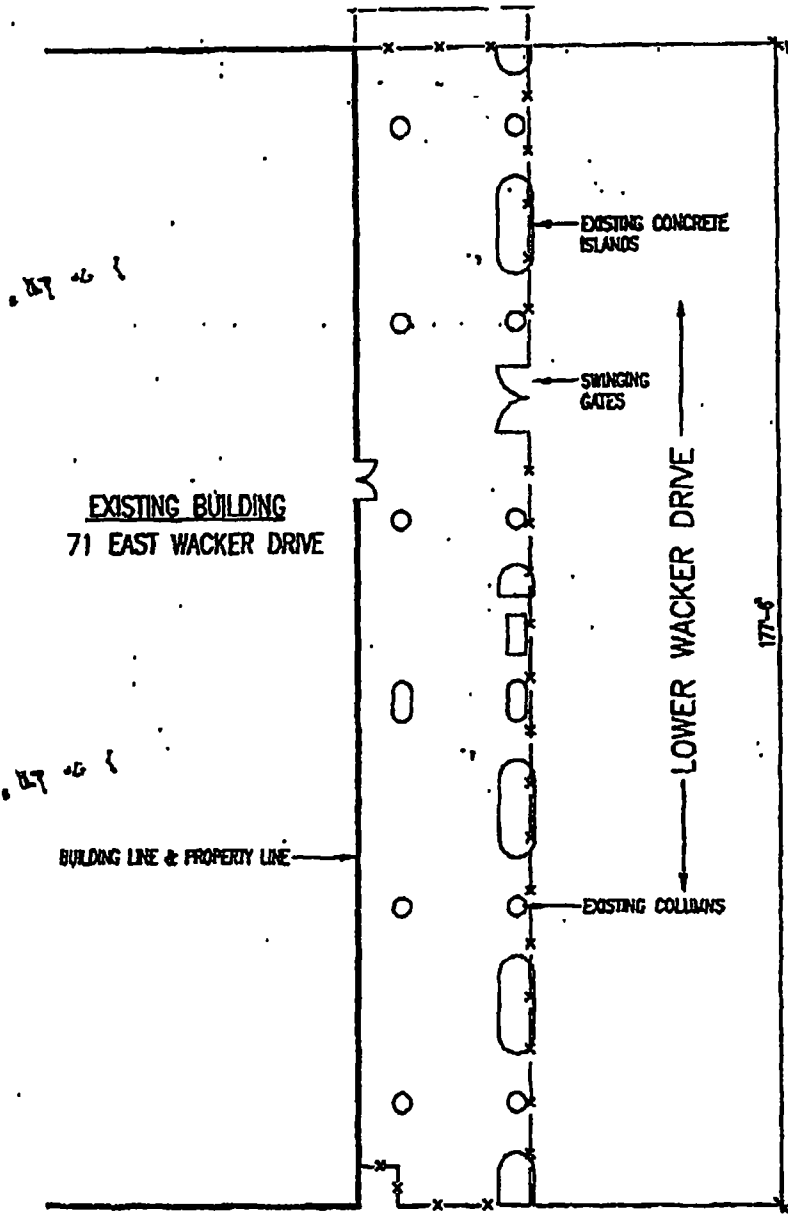 EXISTING CONCRETE
ISLANDS
SWINGING
GATES
EXISTING BUILDING
71 EAST WACKER DRIVE
LOWER WACKER DRIVE
177'-6"
BUILDING LINE & PROPERTY LINE
EXISTING COLUMNS